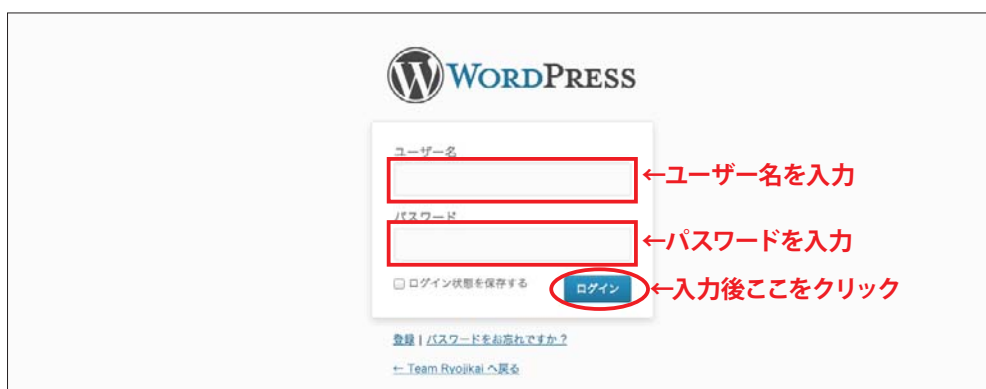 WORDPRESS
ユーザー名
←ユーザー名を入力
パスワード
←パスワードを入力
ログイン状態を保存する
ログイン
←入力後ここをクリック
登録 | パスワードをお忘れですか ?
← Team Ryojikai へ戻る